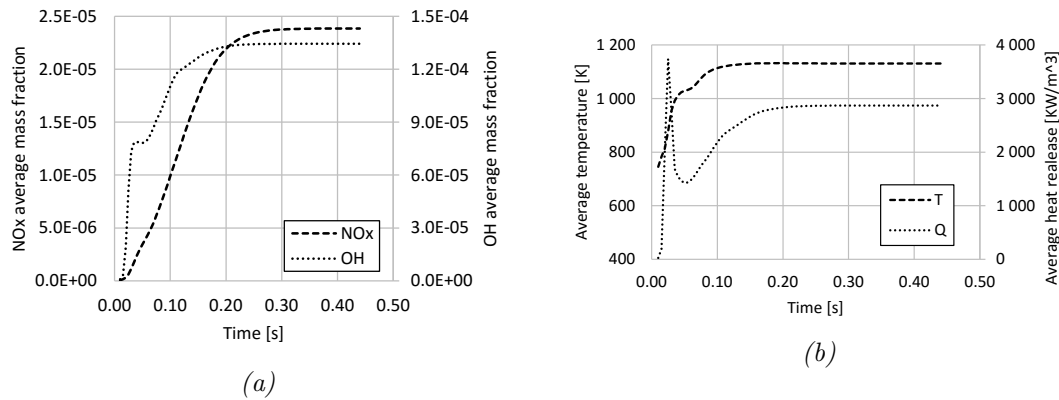 NOx average mass fraction
2.5E-05
2.0E-05
1.5E-05
1.0E-05
5.0E-06
0.0E+00
1.5E-04
1.2E-04
9.0E-05
6.0E-05
3.0E-05
0.0E+00
OH average mass fraction
NOx
OH
0.00 0.10 0.20 0.30 0.40 0.50
Time [s]
(a)
Average temperature [K]
1 200
1 000
800
600
400
4 000
3 000
2 000
1 000
0
Average heat realease [KW/m^3]
T
Q
0.00 0.10 0.20 0.30 0.40 0.50
Time [s]
(b)